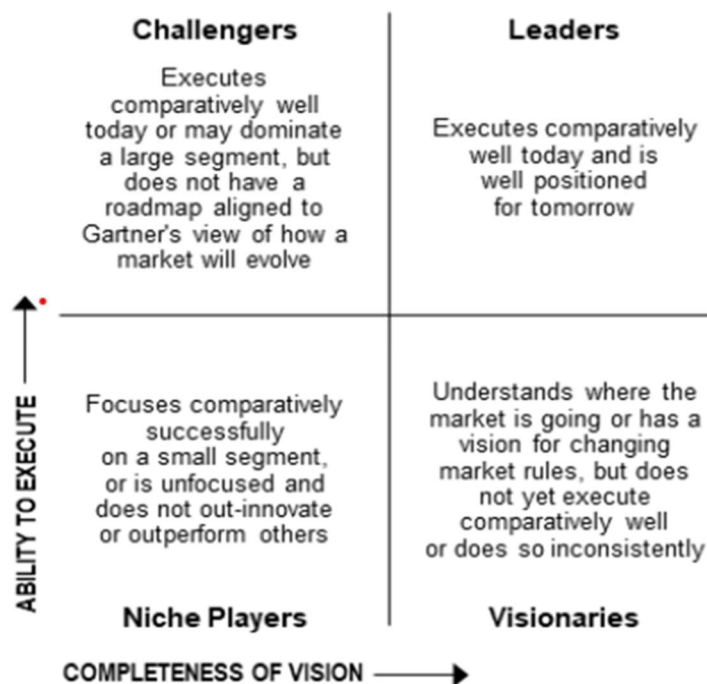 Challengers
Executes
comparatively well
today or may dominate
a large segment, but
does not have a
roadmap aligned to
Gartner's view of how a
market will evolve
Leaders
Executes comparatively
well today and is
well positioned
for tomorrow
Focuses comparatively
successfully
on a small segment,
or is unfocused and
does not out-innovate
or outperform others
Niche Players
Understands where the
market is going or has a
vision for changing
market rules, but does
not yet execute
comparatively well
or does so inconsistently
Visionaries
ABILITY TO EXECUTE
COMPLETENESS OF VISION